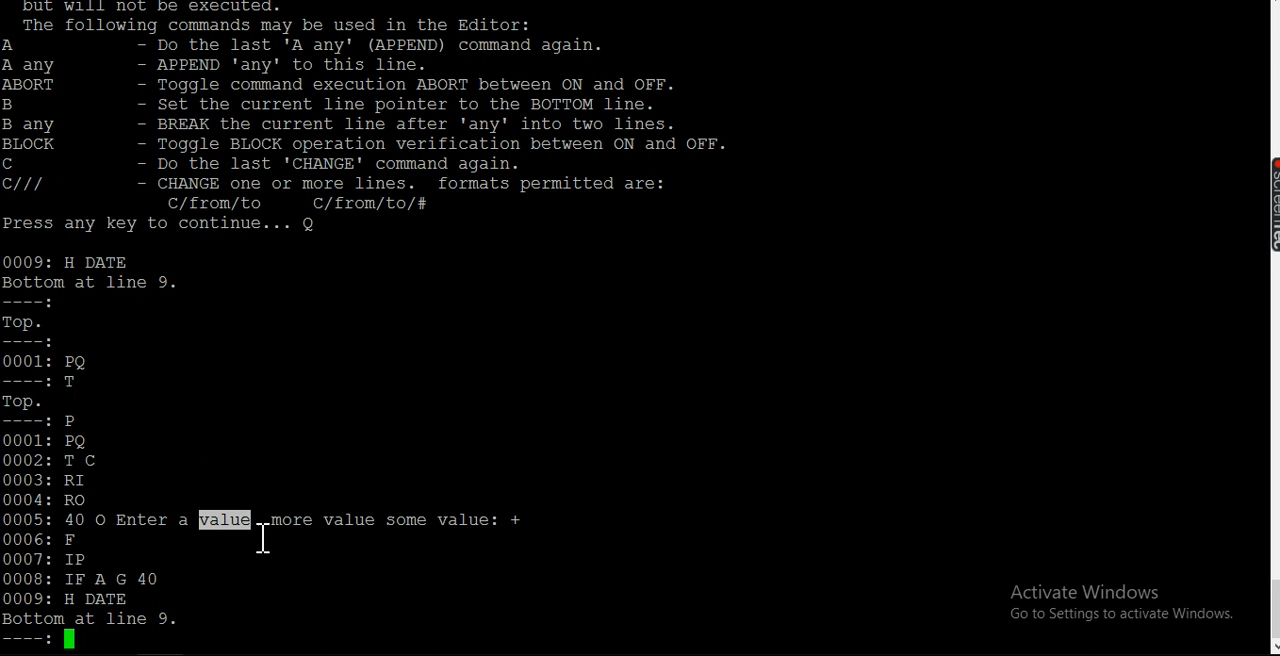 but will not be executed.
The following commands may be used in the Editor:
A - Do the last 'A any' (APPEND) command again.
A any - APPEND 'any' to this line.
ABORT - Toggle command execution ABORT between ON and OFF.
B - Set the current line pointer to the BOTTOM line.
B any - BREAK the current line after 'any' into two lines.
BLOCK - Toggle BLOCK operation verification between ON and OFF.
C - Do the last 'CHANGE' command again.
C/// - CHANGE one or more lines.  formats permitted are:
C/from/to C/from/to/#
Press any key to continue... Q
0009: H DATE
Bottom at line 9.
----:
Top.
----:
0001: PQ
----: T
Top.
----: P
0001: PQ
0002: T C
0003: RI
0004: RO
0005: 40 O Enter a value  more value some value: +
0006: F
0007: IP
0008: IF A G 40
0009: H DATE
Bottom at line 9.
----:
Activate Windows
Go to Settings to activate Windows.